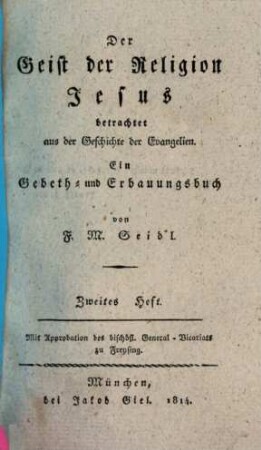 Der
Geist der Religion
Jesus
betrachtet
aus der Geschichte der Evangelien.
Ein
Gebeth- und Erbauungsbuch
von
F. M. Seidl.
Zweites Heft.
Mit Approbation des bischöfl. General-Vicariats
zu Freysing.
München,
bei Jakob Giel. 1814.